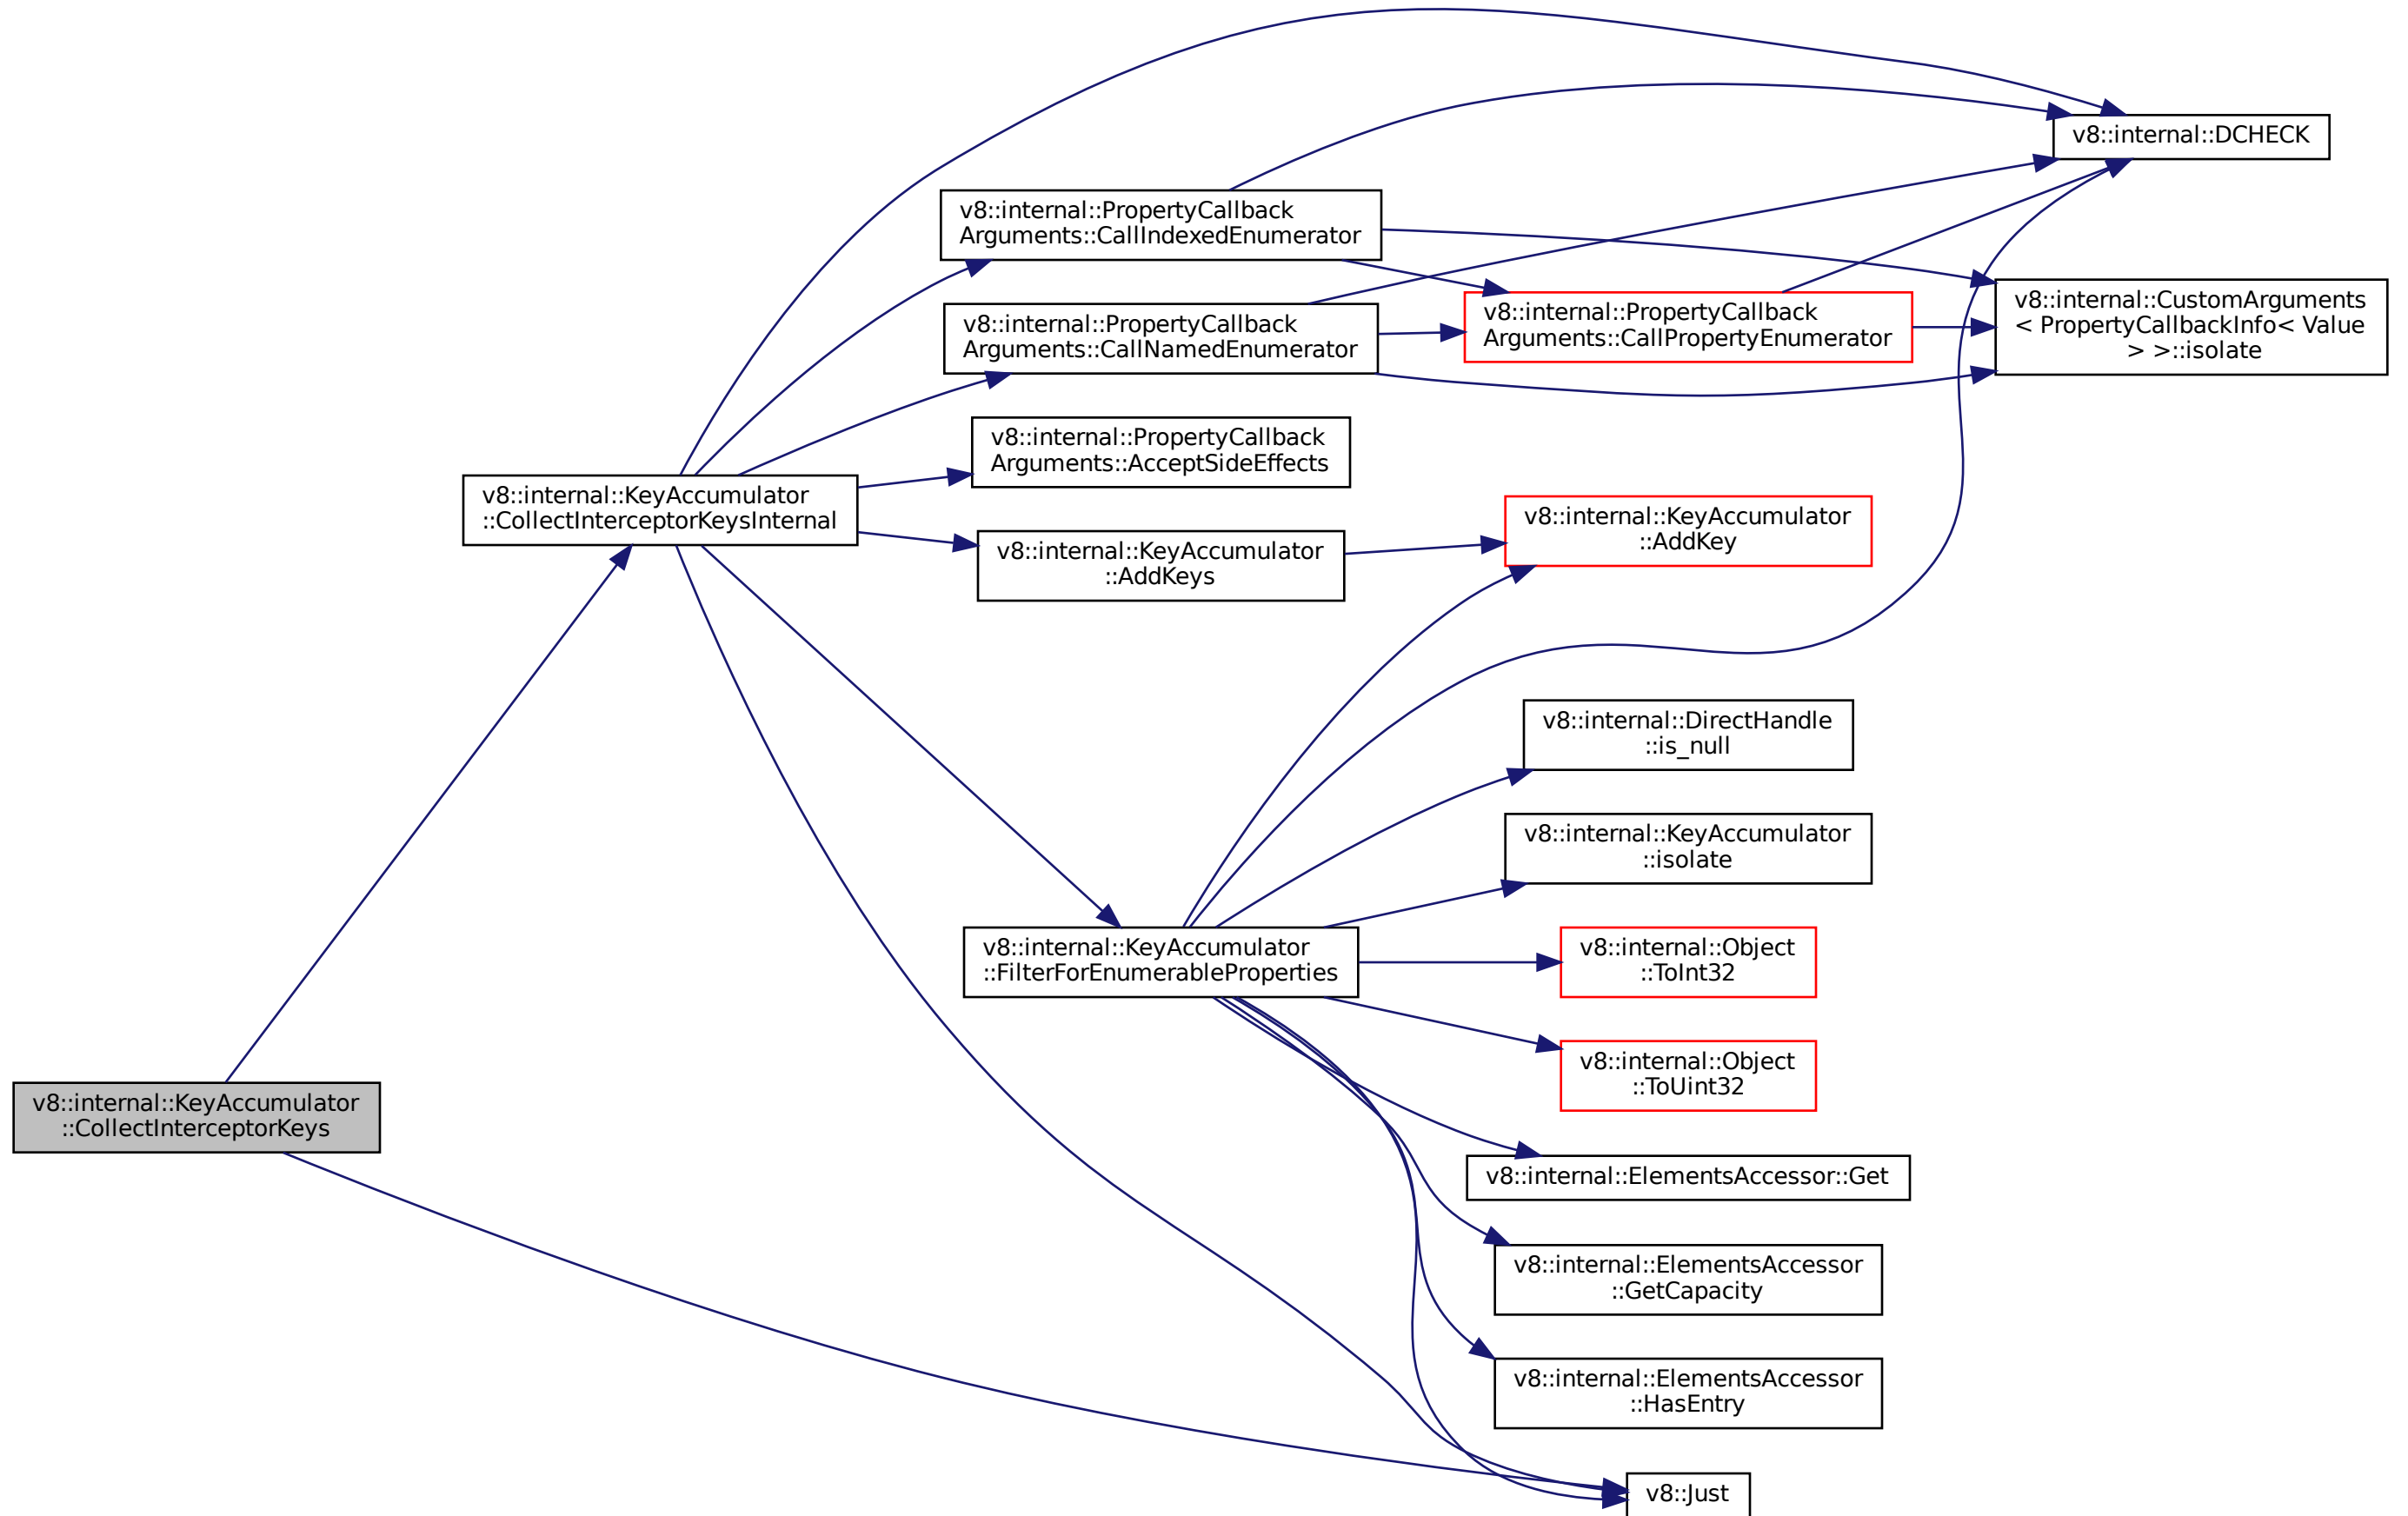 v8::internal::DCHECK
v8::internal::PropertyCallback
Arguments::CallIndexedEnumerator
v8::internal::CustomArguments
< PropertyCallbackInfo< Value
> >::isolate
v8::internal::PropertyCallback
Arguments::CallNamedEnumerator
v8::internal::PropertyCallback
Arguments::CallPropertyEnumerator
v8::internal::PropertyCallback
Arguments::AcceptSideEffects
v8::internal::KeyAccumulator
::CollectInterceptorKeysInternal
v8::internal::KeyAccumulator
::AddKey
v8::internal::KeyAccumulator
::AddKeys
v8::internal::DirectHandle
::is_null
v8::internal::KeyAccumulator
::isolate
v8::internal::KeyAccumulator
::FilterForEnumerableProperties
v8::internal::Object
::ToInt32
v8::internal::Object
::ToUint32
v8::internal::KeyAccumulator
::CollectInterceptorKeys
v8::internal::ElementsAccessor::Get
v8::internal::ElementsAccessor
::GetCapacity
v8::internal::ElementsAccessor
::HasEntry
v8::Just